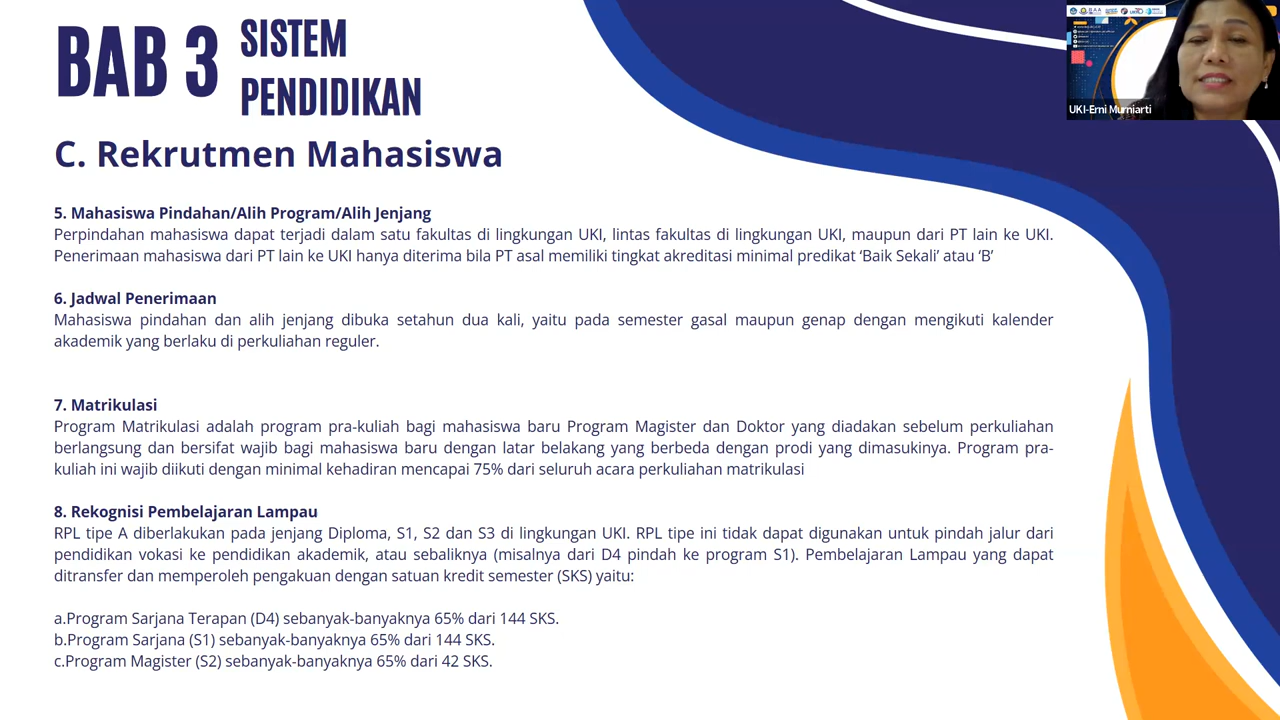 BAB 3
SISTEM
PENDIDIKAN
C. Rekrutmen Mahasiswa
5. Mahasiswa Pindahan/Alih Program/Alih Jenjang
Perpindahan mahasiswa dapat terjadi dalam satu fakultas di lingkungan UKI, lintas fakultas di lingkungan UKI, maupun dari PT lain ke UKI.
Penerimaan mahasiswa dari PT lain ke UKI hanya diterima bila PT asal memiliki tingkat akreditasi minimal predikat ‘Baik Sekali’ atau ‘B’
6. Jadwal Penerimaan
Mahasiswa pindahan dan alih jenjang dibuka setahun dua kali, yaitu pada semester gasal maupun genap dengan mengikuti kalender
akademik yang berlaku di perkuliahan reguler.
7. Matrikulasi
Program Matrikulasi adalah program pra-kuliah bagi mahasiswa baru Program Magister dan Doktor yang diadakan sebelum perkuliahan
berlangsung dan bersifat wajib bagi mahasiswa baru dengan latar belakang yang berbeda dengan prodi yang dimasukinya. Program pra-
kuliah ini wajib diikuti dengan minimal kehadiran mencapai 75% dari seluruh acara perkuliahan matrikulasi
8. Rekognisi Pembelajaran Lampau
RPL tipe A diberlakukan pada jenjang Diploma, S1, S2 dan S3 di lingkungan UKI. RPL tipe ini tidak dapat digunakan untuk pindah jalur dari
pendidikan vokasi ke pendidikan akademik, atau sebaliknya (misalnya dari D4 pindah ke program S1). Pembelajaran Lampau yang dapat
ditransfer dan memperoleh pengakuan dengan satuan kredit semester (SKS) yaitu:
a.Program Sarjana Terapan (D4) sebanyak-banyaknya 65% dari 144 SKS.
b.Program Sarjana (S1) sebanyak-banyaknya 65% dari 144 SKS.
c.Program Magister (S2) sebanyak-banyaknya 65% dari 42 SKS.
UKI-Erni Murniarti